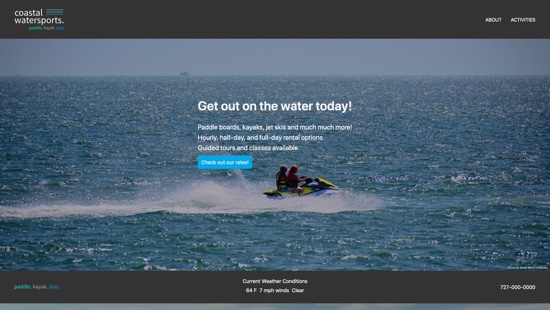 coastal
watersports.
paddle. kayak. play.
ABOUT
ACTIVITIES
Get out on the water today!
Paddle boards, kayaks, jet skis and much much more!
Hourly, half-day, and full-day rental options.
Guided tours and classes available.
Check out our rates!
paddle. kayak. play.
Current Weather Conditions
64 F 7 mph winds Clear
727-000-0000